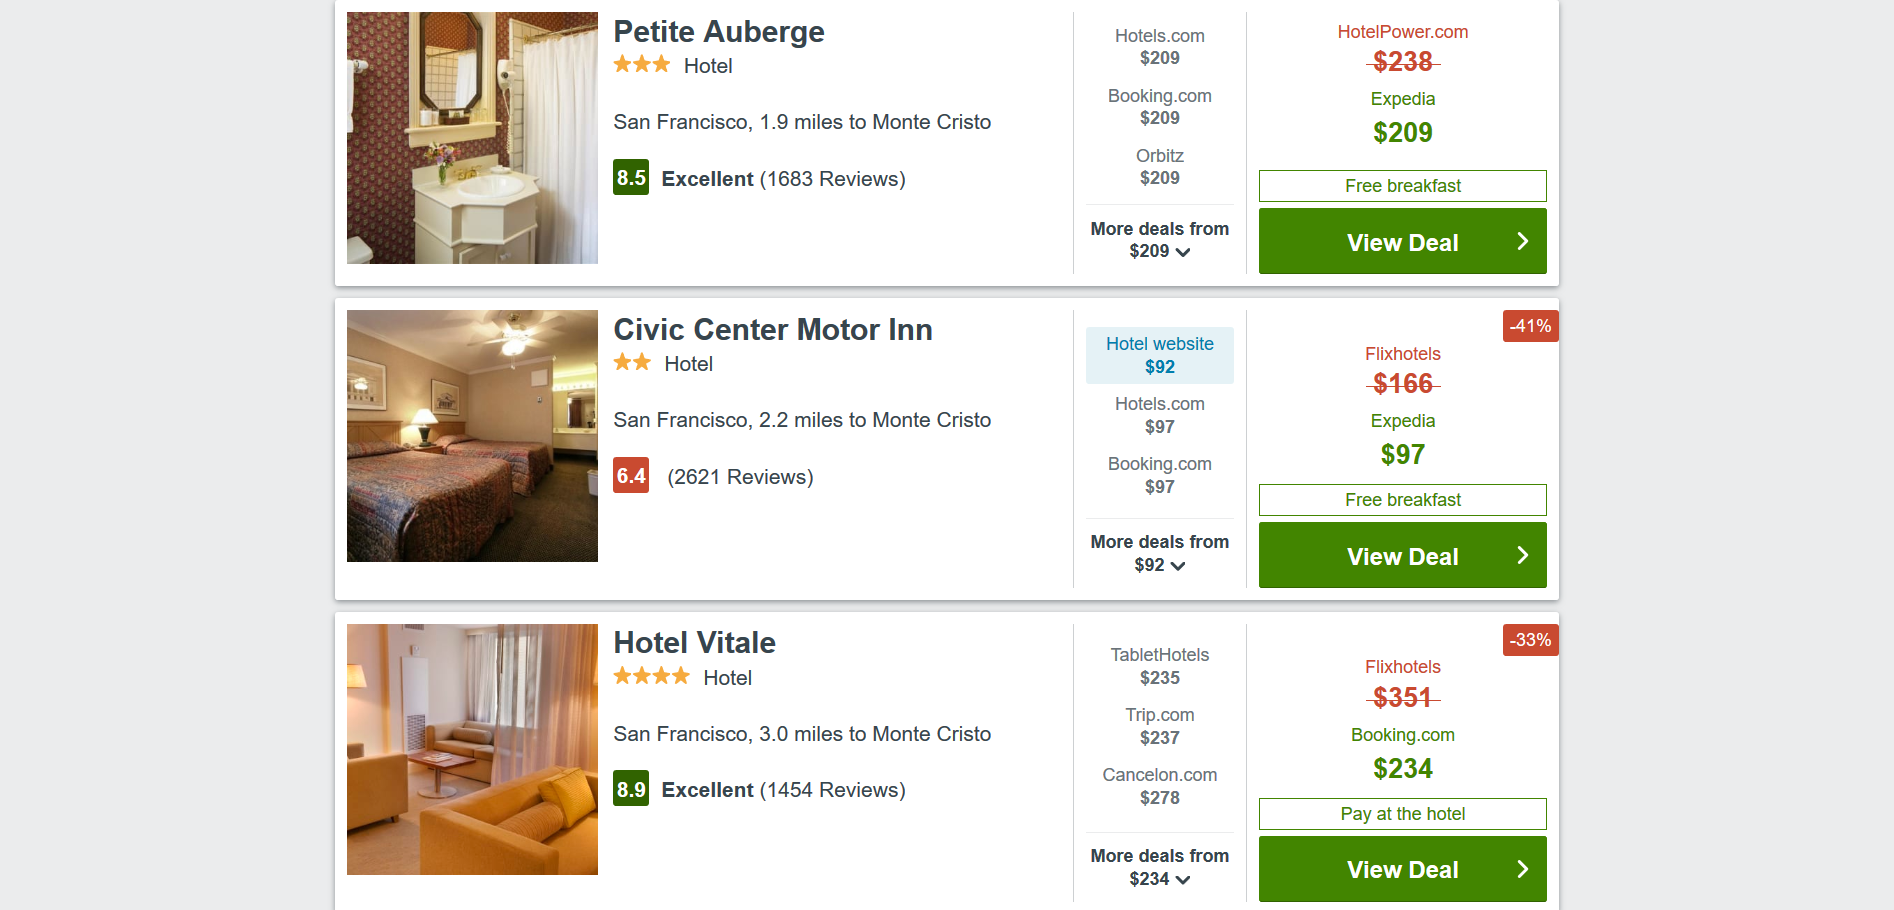 Petite Auberge
Hotel
San Francisco, 1.9 miles to Monte Cristo
8.5 Excellent (1683 Reviews)
Hotels.com
$209
Booking.com
$209
Orbitz
$209
More deals from
$209
HotelPower.com
$238
Expedia
$209
Free breakfast
View Deal
Civic Center Motor Inn
Hotel
San Francisco, 2.2 miles to Monte Cristo
6.4 (2621 Reviews)
Hotel website
$92
Hotels.com
$97
Booking.com
$97
More deals from
$92
-41%
Flixhotels
$166
Expedia
$97
Free breakfast
View Deal
Hotel Vitale
Hotel
San Francisco, 3.0 miles to Monte Cristo
8.9 Excellent (1454 Reviews)
TabletHotels
$235
Trip.com
$237
Cancelon.com
$278
More deals from
$234
-33%
Flixhotels
$351
Booking.com
$234
Pay at the hotel
View Deal